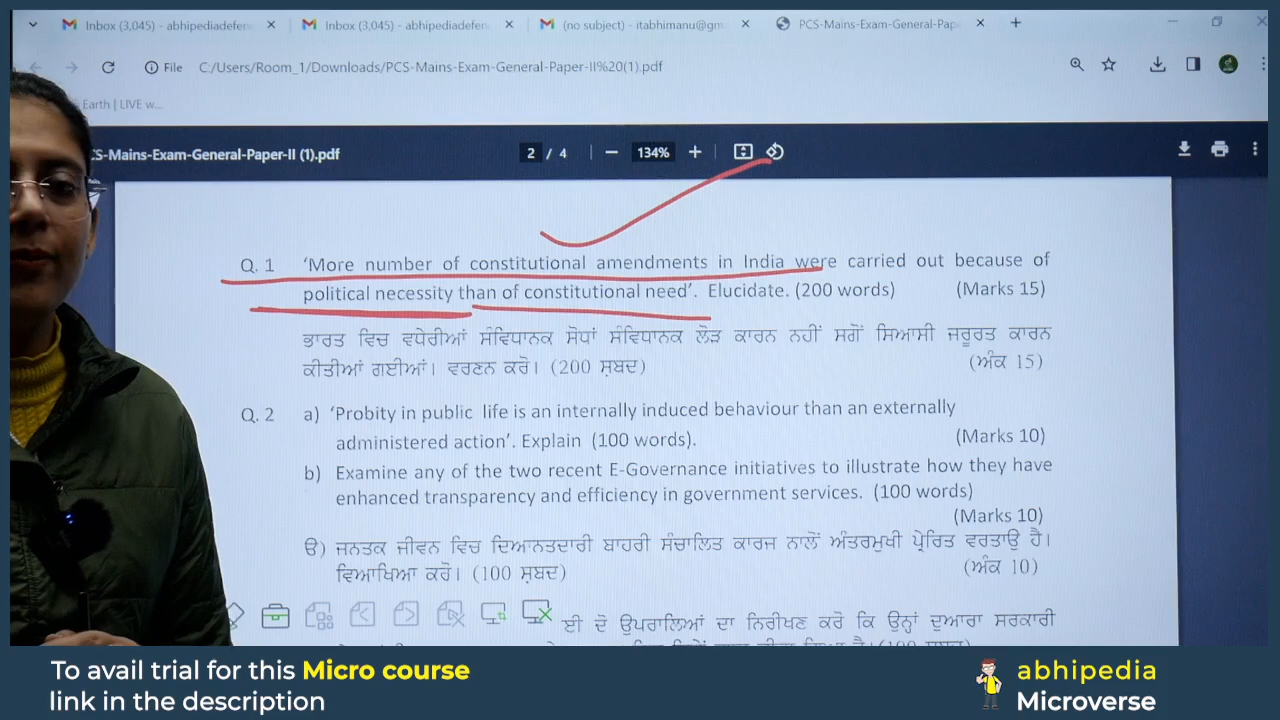 Inbox (3,045) - abhipediadefen
Inbox (3,045) - abhipediadefen
(no subject) - itabhimanu@gm
PCS-Mains-Exam-General-Pap
File C:/Users/Room_1/Downloads/PCS-Mains-Exam-General-Paper-II%20(1).pdf
Earth | LIVE w...
CS-Mains-Exam-General-Paper-II (1).pdf 2 / 4 134%
Q. 1 ‘More number of constitutional amendments in India were carried out because of
political necessity than of constitutional need’. Elucidate. (200 words) (Marks 15)
ਭਾਰਤ ਵਿਚ ਵਧੇਰੀਆਂ ਸੰਵਿਧਾਨਕ ਸੋਧਾਂ ਸੰਵਿਧਾਨਕ ਲੋੜ ਕਾਰਨ ਨਹੀਂ ਸਗੋਂ ਸਿਆਸੀ ਜਰੂਰਤ ਕਾਰਨ
ਕੀਤੀਆਂ ਗਈਆਂ। ਵਰਣਨ ਕਰੋ। (200 ਸ਼ਬਦ) (ਅੰਕ 15)
Q. 2 a) ‘Probity in public life is an internally induced behaviour than an externally
administered action’. Explain (100 words). (Marks 10)
b) Examine any of the two recent E-Governance initiatives to illustrate how they have
enhanced transparency and efficiency in government services. (100 words)
(Marks 10)
ੳ) ਜਨਤਕ ਜੀਵਨ ਵਿਚ ਦਿਆਨਤਦਾਰੀ ਬਾਹਰੀ ਸੰਚਾਲਿਤ ਕਾਰਜ ਨਾਲੋਂ ਅੰਤਰਮੁਖੀ ਪ੍ਰੇਰਿਤ ਵਰਤਾਉ ਹੈ।
ਵਿਆਖਿਆ ਕਰੋ। (100 ਸ਼ਬਦ) (ਅੰਕ 10)
ਈ ਦੋ ਉਪਰਾਲਿਆਂ ਦਾ ਨਿਰੀਖਣ ਕਰੋ ਕਿ ਉਨ੍ਹਾਂ ਦੁਆਰਾ ਸਰਕਾਰੀ
To avail trial for this Micro course
link in the description
abhipedia
Microverse